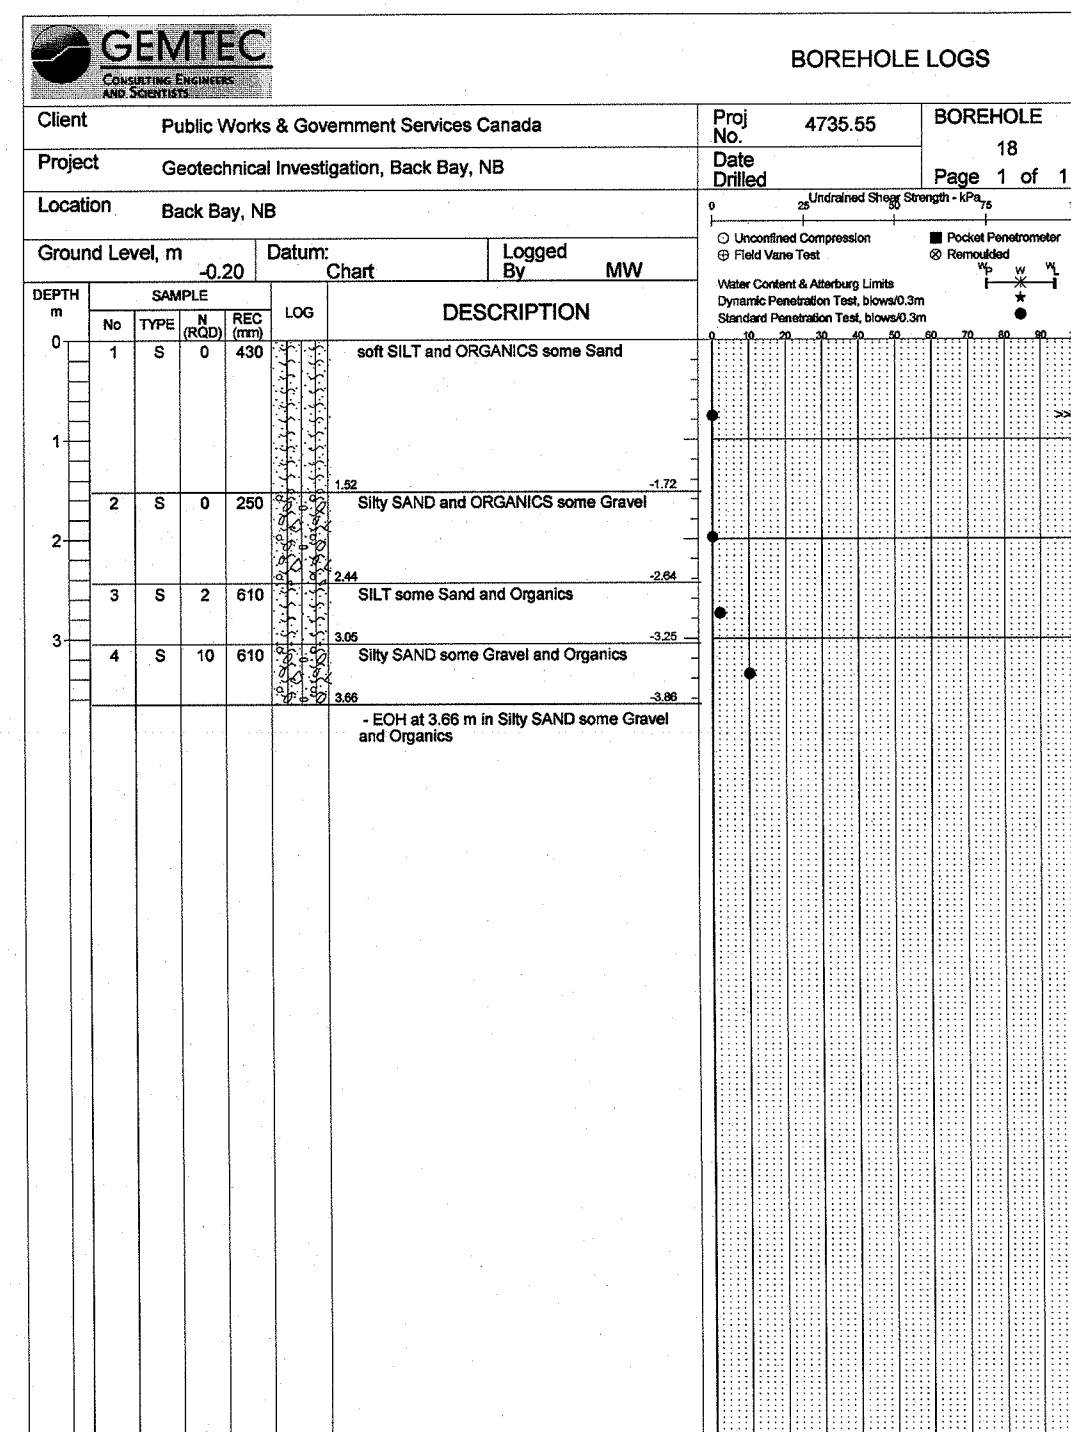 GEMTEC
CONSULTING ENGINEERS
AND SCIENTISTS
BOREHOLE LOGS
Client Public Works & Government Services Canada
Proj No. 4735.55
BOREHOLE 18
Project Geotechnical Investigation, Back Bay, NB
Date Drilled
Page 1 of 1
Location Back Bay, NB
Undrained Shear Strength - kPa
0 25 50 75 1
Unconfined Compression Pocket Penetrometer
Field Vane Test Remoulded
Ground Level, m -0.20
Datum: Chart
Logged By MW
Wp W WL
Water Content & Atterburg Limits
Dynamic Penetration Test, blows/0.3m
Standard Penetration Test, blows/0.3m
DEPTH m
SAMPLE
No TYPE N (RQD) REC (mm)
LOG
DESCRIPTION
0 10 20 30 40 50 60 70 80 90
0
1 S 0 430 soft SILT and ORGANICS some Sand
>>
1
1.52 -1.72
2 S 0 250 Silty SAND and ORGANICS some Gravel
2
2.44 -2.64
3 S 2 610 SILT some Sand and Organics
3
3.05 -3.25
4 S 10 610 Silty SAND some Gravel and Organics
3.66 -3.86
- EOH at 3.66 m in Silty SAND some Gravel
and Organics